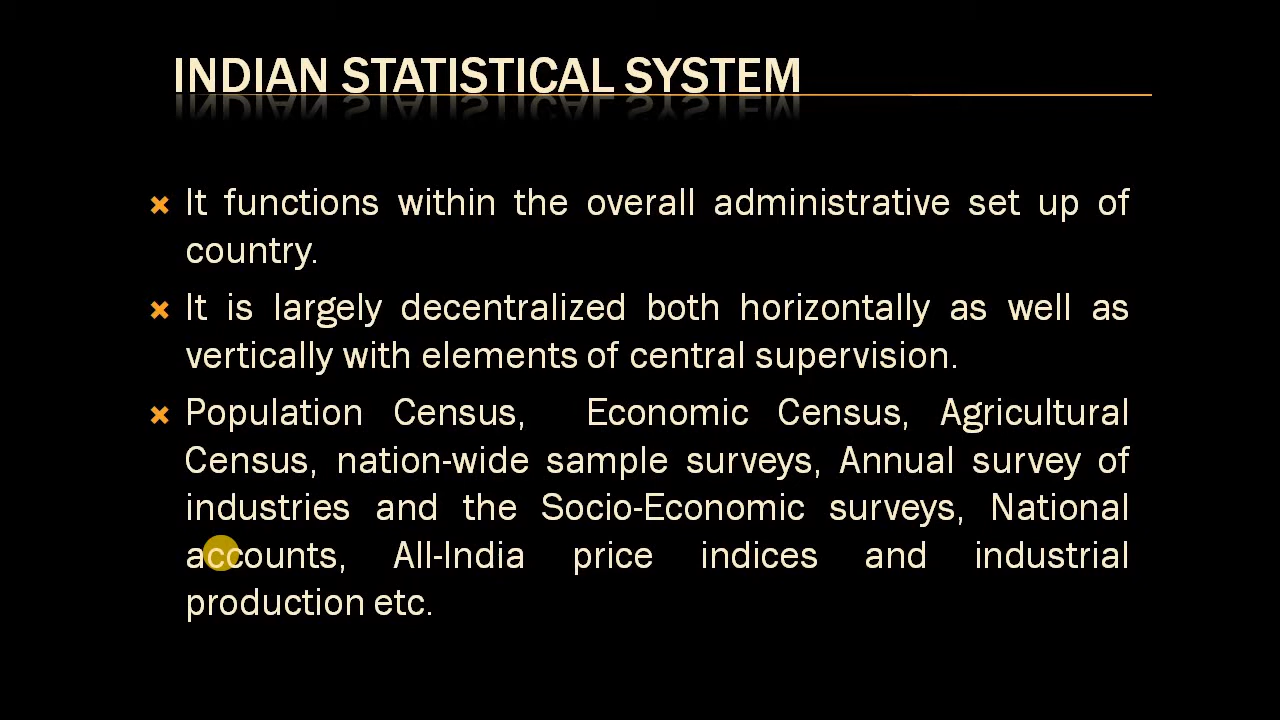 INDIAN STATISTICAL SYSTEM
It functions within the overall administrative set up of
country.
It is largely decentralized both horizontally as well as
vertically with elements of central supervision.
Population Census, Economic Census, Agricultural
Census, nation-wide sample surveys, Annual survey of
industries and the Socio-Economic surveys, National
accounts, All-India price indices and industrial
production etc.